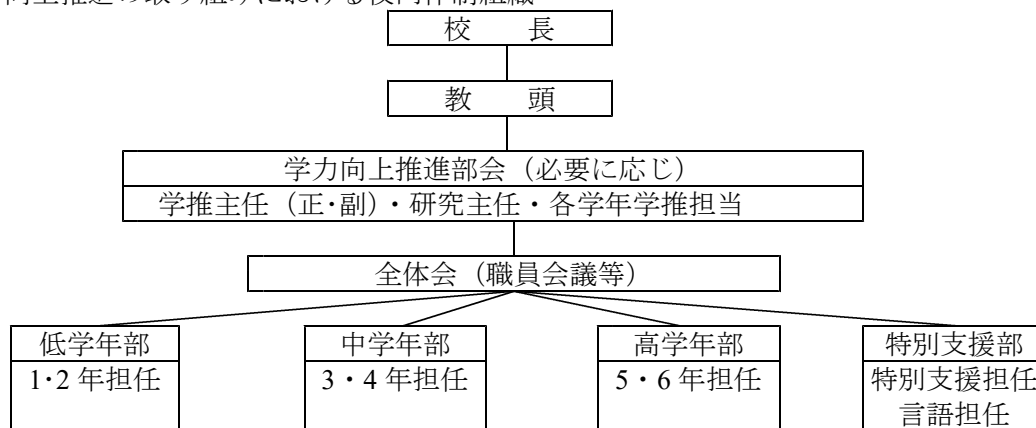 向上推進の取り組みにおける校内体制組織
校　長
教　頭
学力向上推進部会（必要に応じ）
学推主任（正・副）・研究主任・各学年学推担当
全体会（職員会議等）
低学年部
1・2 年担任
中学年部
3・4 年担任
高学年部
5・6 年担任
特別支援部
特別支援担任
言語担任